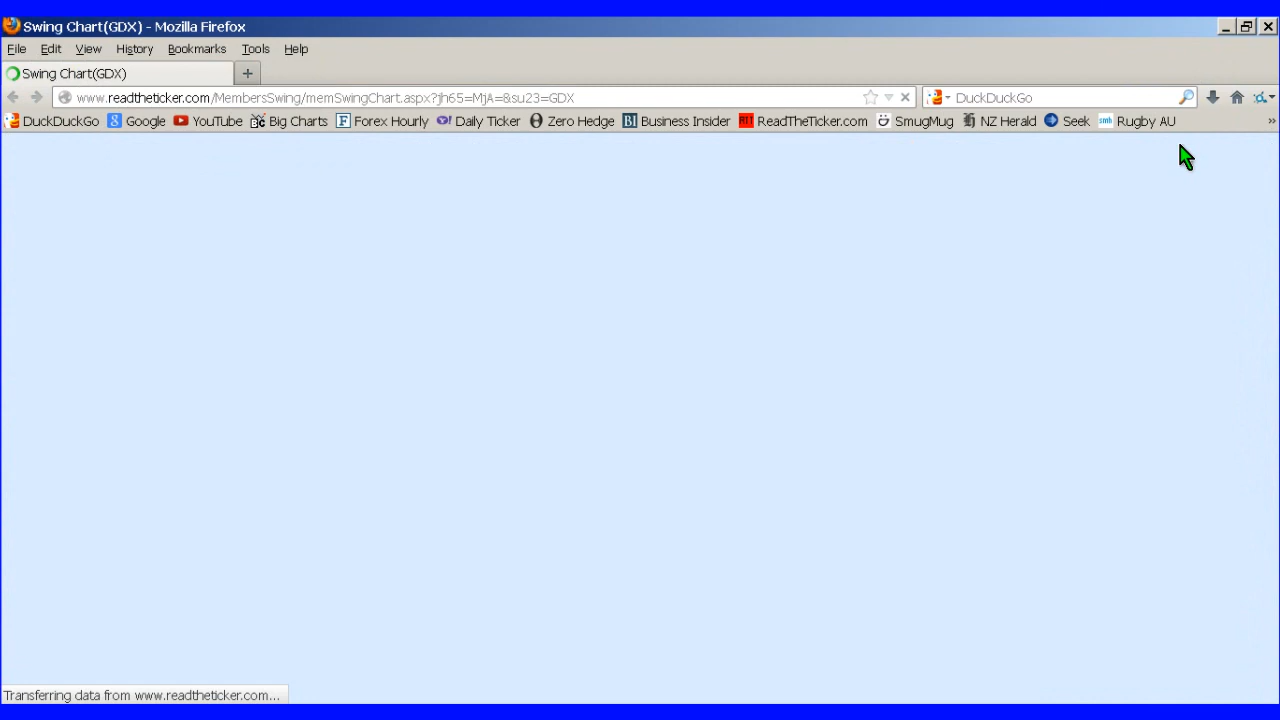 Swing Chart(GDX) - Mozilla Firefox
File Edit View History Bookmarks Tools Help
Swing Chart(GDX)
www.readtheticker.com/MembersSwing/memSwingChart.aspx?jh65=MjA=&su23=GDX DuckDuckGo
DuckDuckGo Google YouTube Big Charts Forex Hourly Daily Ticker Zero Hedge Business Insider ReadTheTicker.com SmugMug NZ Herald Seek Rugby AU
Transferring data from www.readtheticker.com...